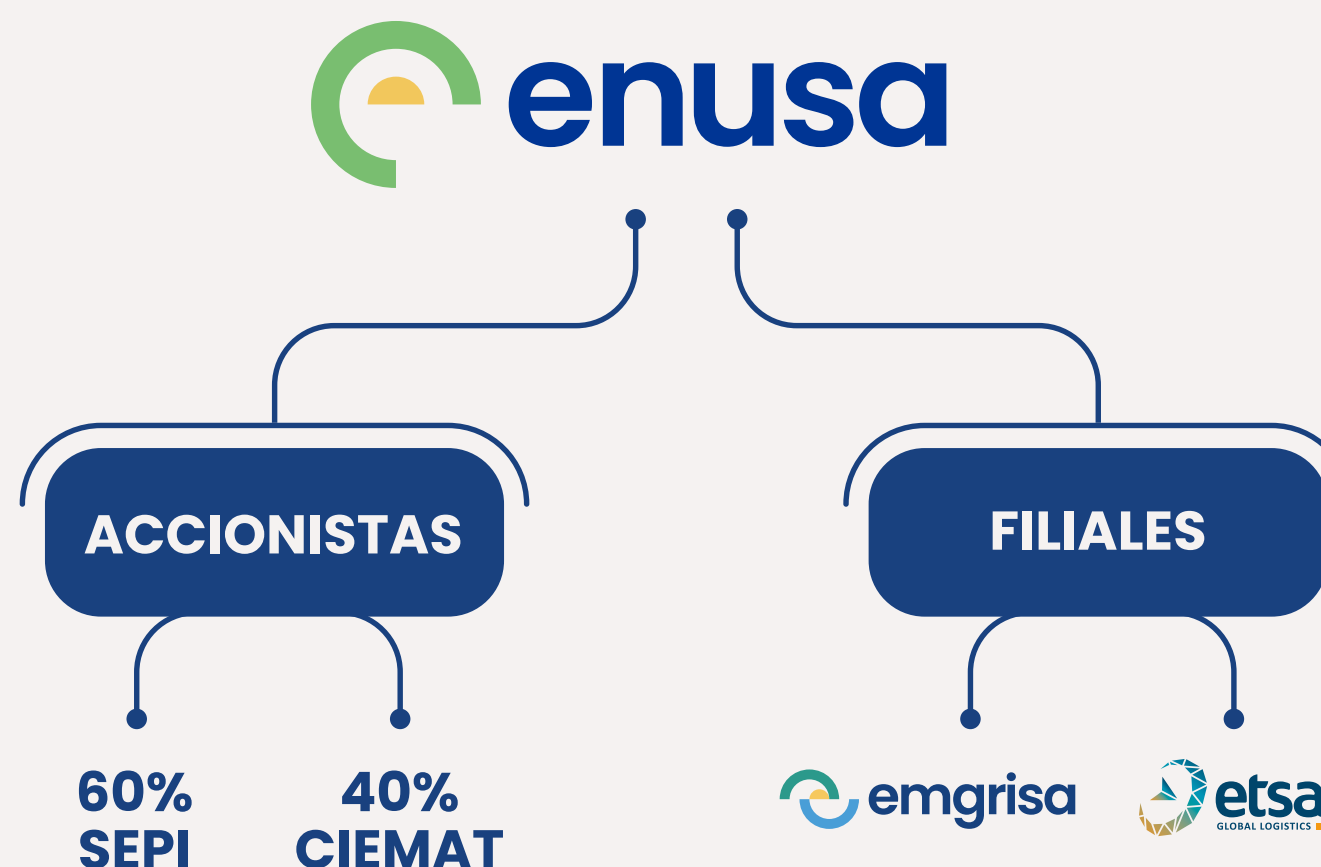 enusa
ACCIONISTAS
FILIALES
60%
SEPI
40%
CIEMAT
emgrisa
etsa
GLOBAL LOGISTICS